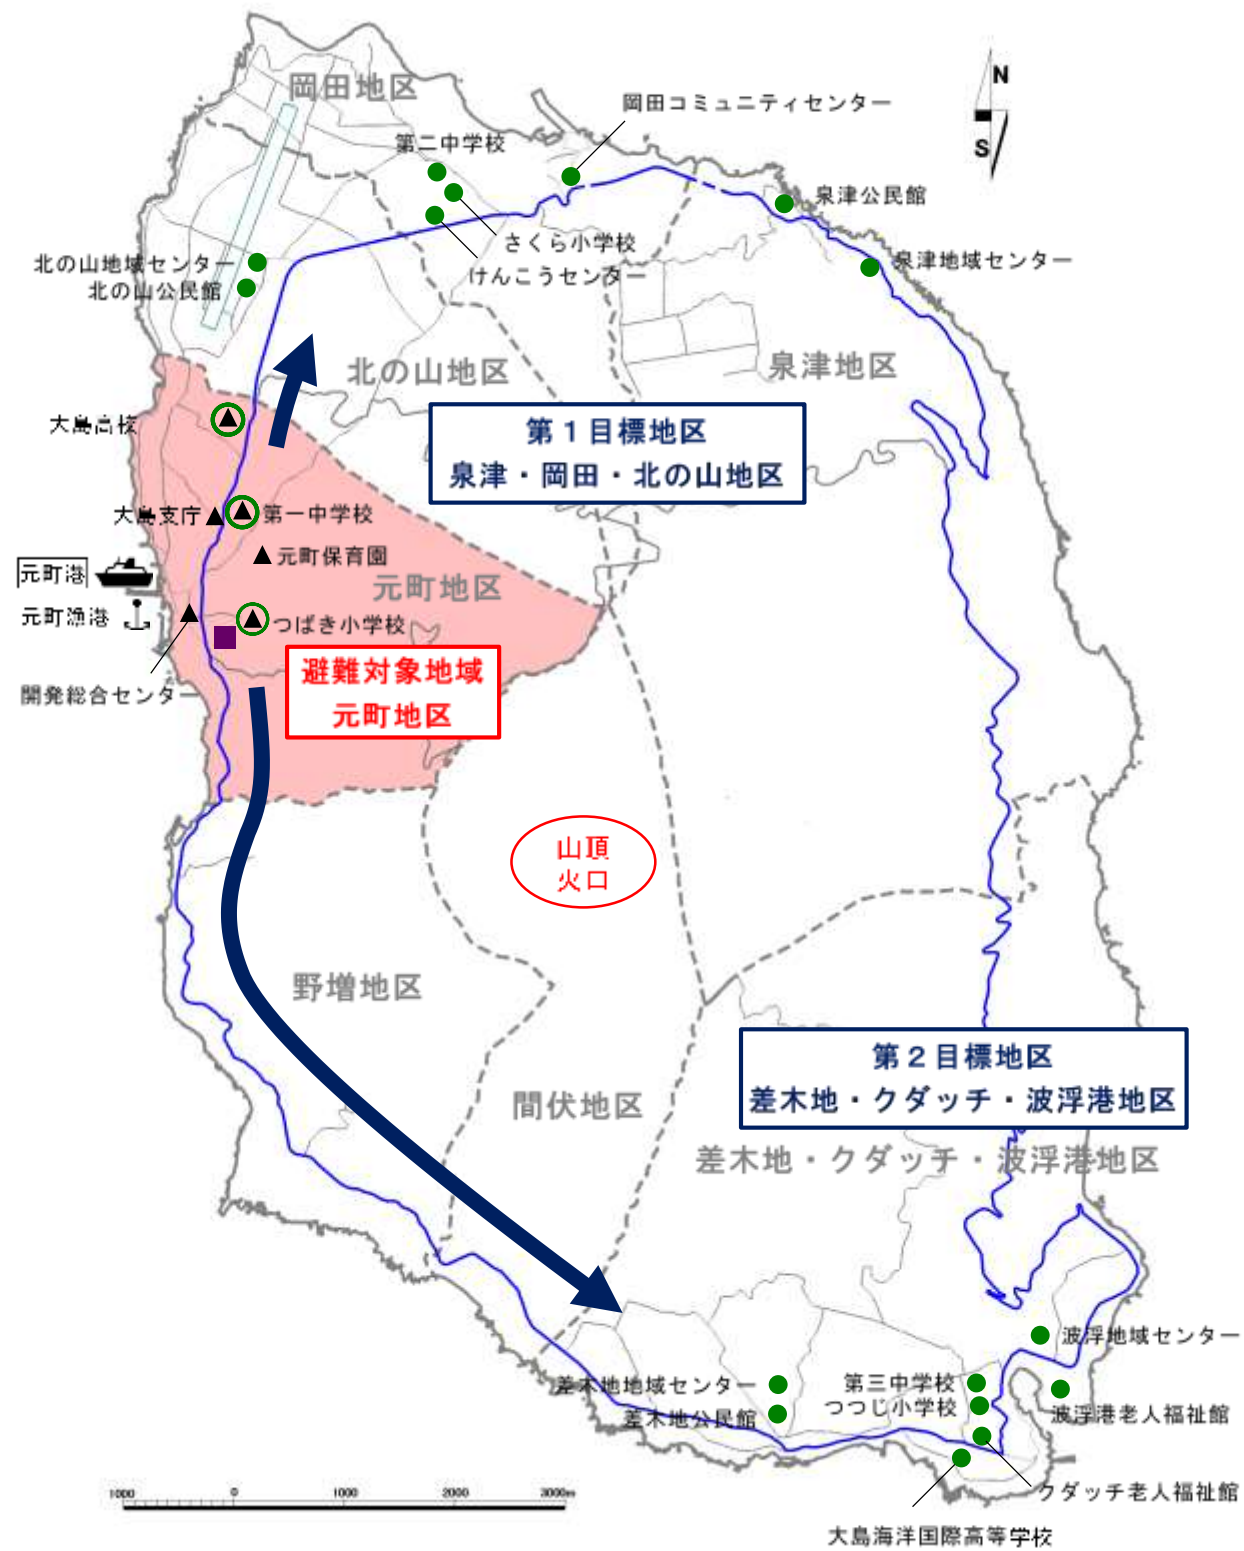 岡田地区
N
S
岡田コミュニティセンター
第二中学校
泉津公民館
さくら小学校
北の山地域センター
泉津地域センター
けんこうセンター
北の山公民館
北の山地区
泉津地区
大島高校
第1目標地区
泉津・岡田・北の山地区
大島支庁
第一中学校
元町保育園
元町港
元町地区
元町漁港
つばき小学校
避難対象地域
元町地区
開発総合センター
山頂
火口
野増地区
第2目標地区
差木地・クダッチ・波浮港地区
間伏地区
差木地・クダッチ・波浮港地区
波浮地域センター
差木地地域センター
第三中学校
つつじ小学校
差木地公民館
波浮港老人福祉館
クダッチ老人福祉館
1000 0 1000 2000 3000m
大島海洋国際高等学校